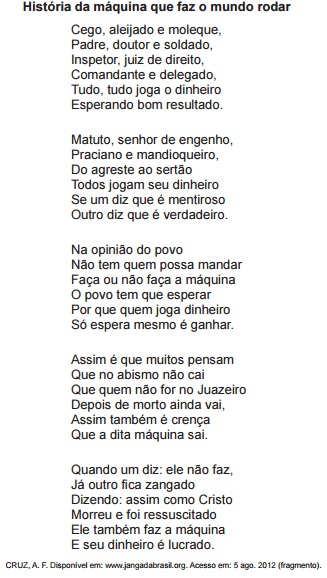 História da máquina que faz o mundo rodar
Cego, aleijado e moleque,
Padre, doutor e soldado,
Inspetor, juiz de direito,
Comandante e delegado,
Tudo, tudo joga o dinheiro
Esperando bom resultado.
Matuto, senhor de engenho,
Praciano e mandioqueiro,
Do agreste ao sertão
Todos jogam seu dinheiro
Se um diz que é mentiroso
Outro diz que é verdadeiro.
Na opinião do povo
Não tem quem possa mandar
Faça ou não faça a máquina
O povo tem que esperar
Por que quem joga dinheiro
Só espera mesmo é ganhar.
Assim é que muitos pensam
Que no abismo não cai
Que quem não for no Juazeiro
Depois de morto ainda vai,
Assim também é crença
Que a dita máquina sai.
Quando um diz: ele não faz,
Já outro fica zangado
Dizendo: assim como Cristo
Morreu e foi ressuscitado
Ele também faz a máquina
E seu dinheiro é lucrado.
CRUZ, A. F. Disponível em: www.jangadabrasil.org. Acesso em: 5 ago. 2012 (fragmento).